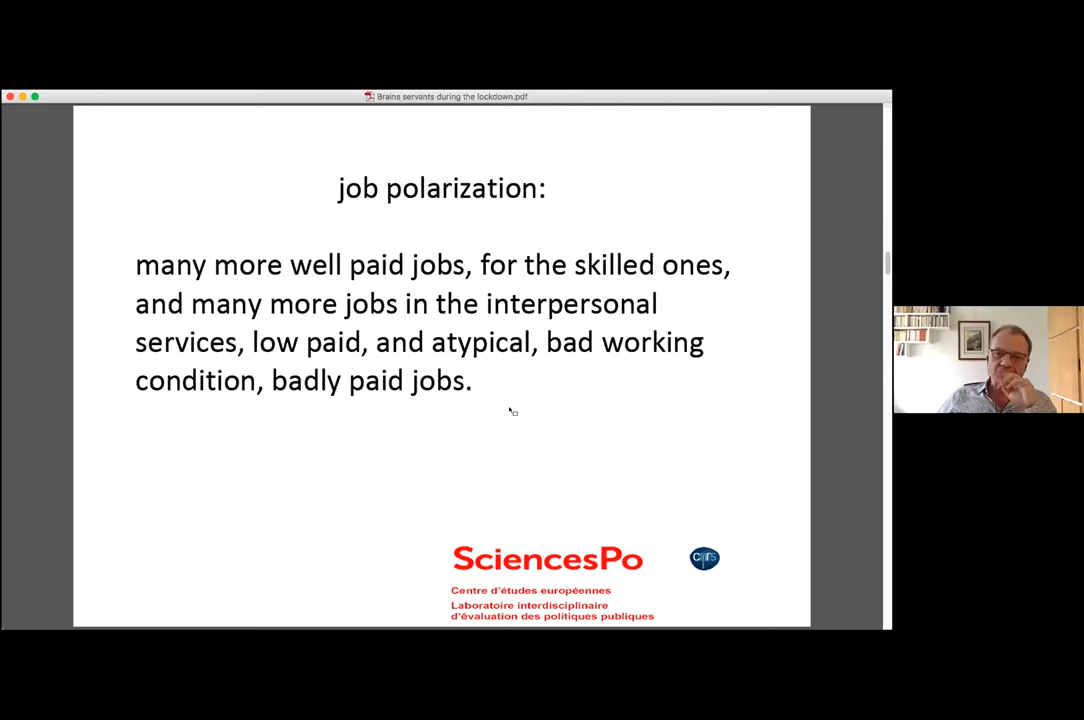 Brains servants during the lockdown.pdf
job polarization:
many more well paid jobs, for the skilled ones,
and many more jobs in the interpersonal
services, low paid, and atypical, bad working
condition, badly paid jobs.
SciencesPo
cnrs
Centre d'études européennes
Laboratoire interdisciplinaire
d'évaluation des politiques publiques